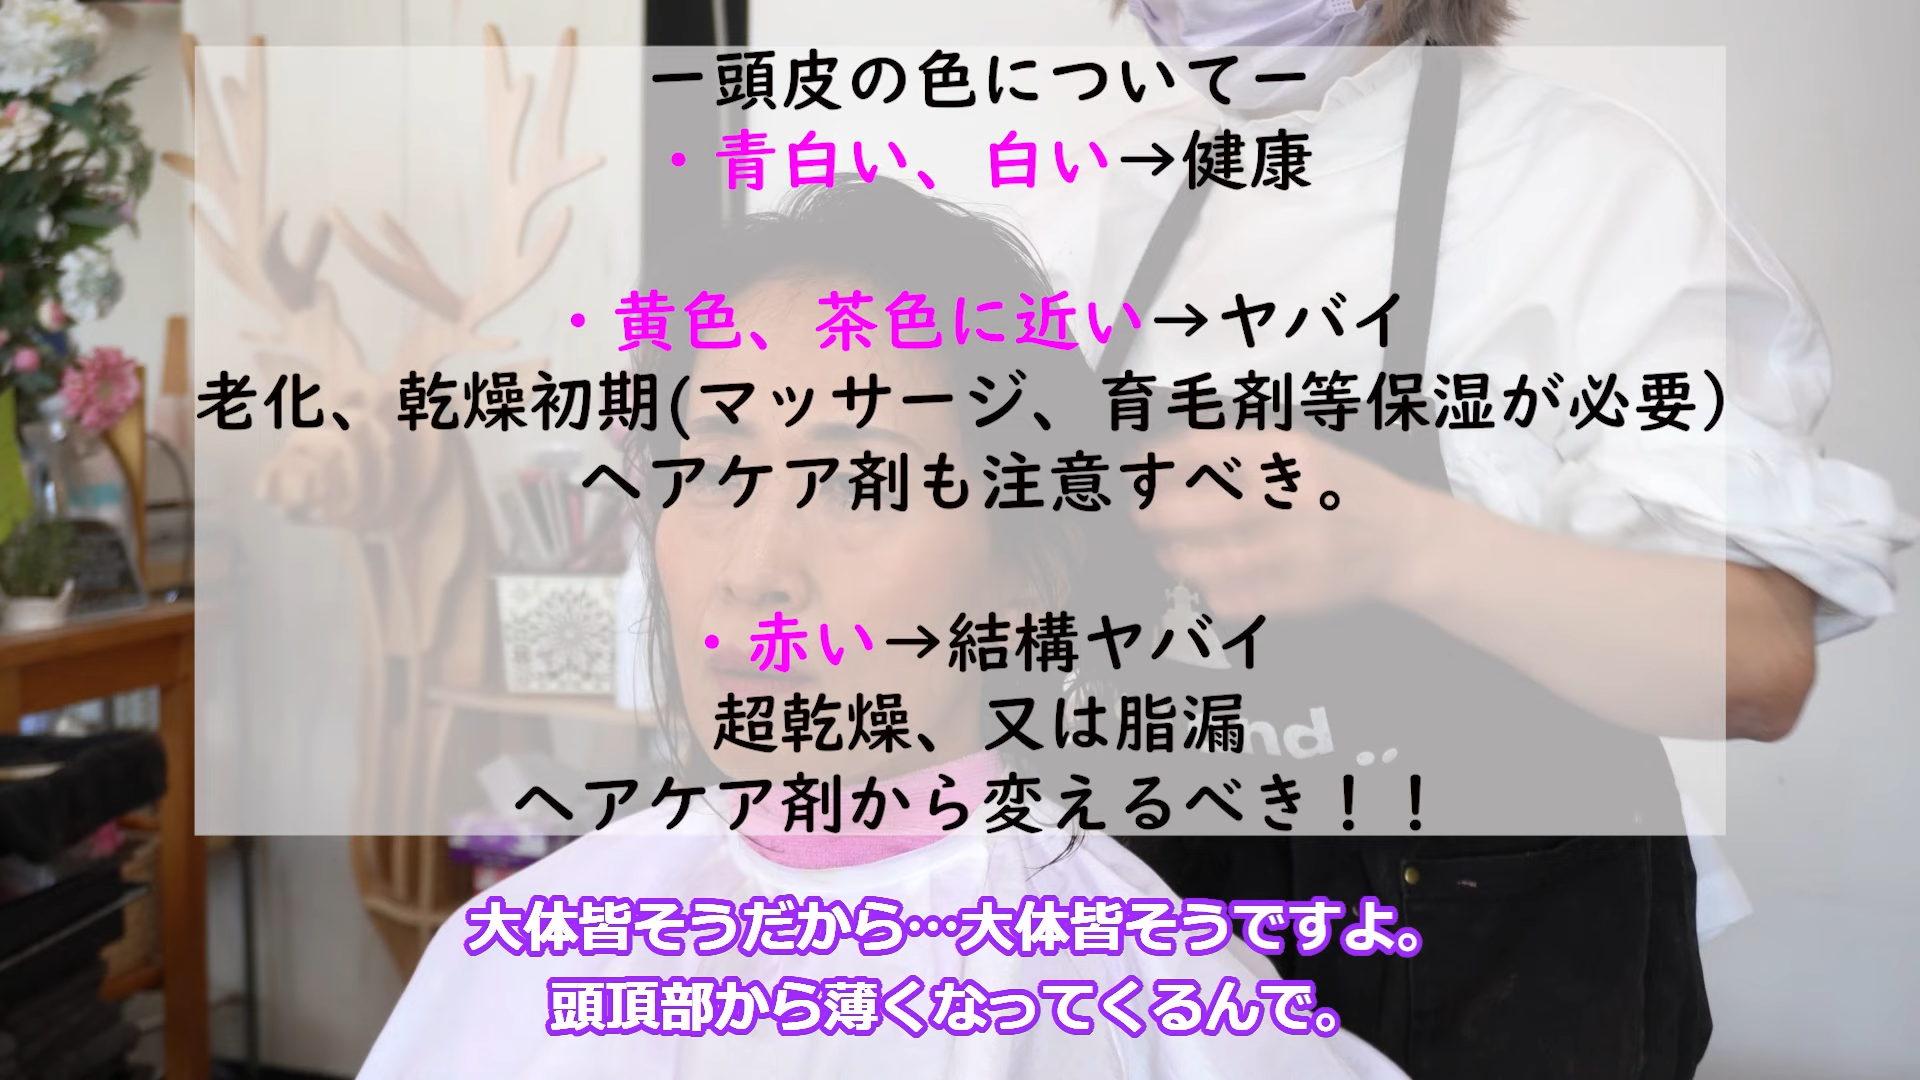 ー頭皮の色についてー
・青白い、白い→健康
・黄色、茶色に近い→ヤバイ
老化、乾燥初期(マッサージ、育毛剤等保湿が必要)
ヘアケア剤も注意すべき。
・赤い→結構ヤバイ
超乾燥、又は脂漏
ヘアケア剤から変えるべき！！
nd ..
大体皆そうだから…大体皆そうですよ。
頭頂部から薄くなってくるんで。